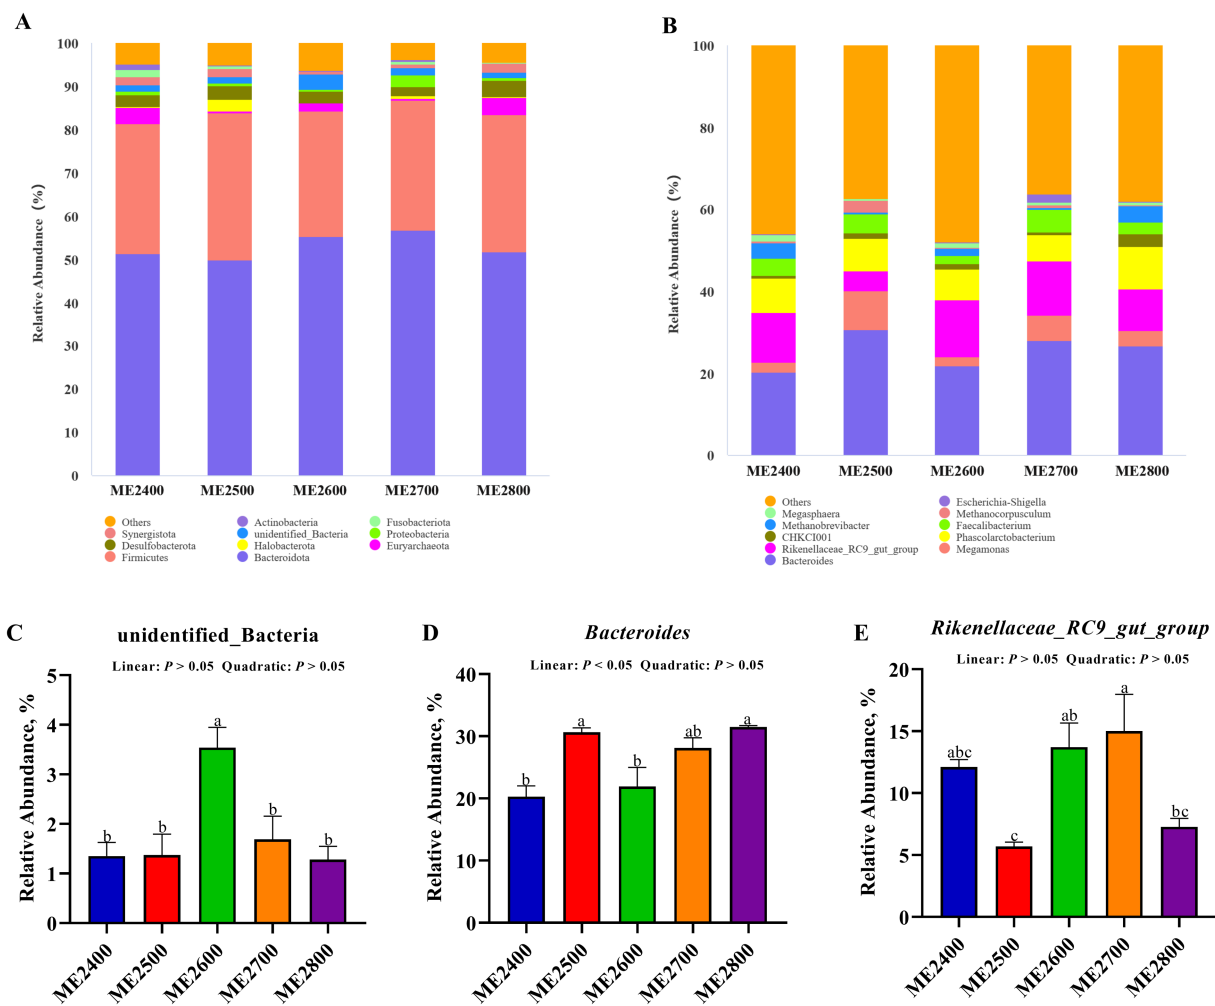 A
Relative Abundance (%)
100
90
80
70
60
50
40
30
20
10
0
ME2400 ME2500 ME2600 ME2700 ME2800
Others Actinobacteria Fusobacteriota
Synergistota unidentified_Bacteria Proteobacteria
Desulfobacterota Halobacterota Euryarchaeota
Firmicutes Bacteroidota
B
Relative Abundance (%)
100
80
60
40
20
0
ME2400 ME2500 ME2600 ME2700 ME2800
Others Escherichia-Shigella
Megasphaera Methanocorpusculum
Methanobrevibacter Faecalibacterium
CHKCI001 Phascolarctobacterium
Rikenellaceae_RC9_gut_group Megamonas
Bacteroides
C
unidentified_Bacteria
Linear: P > 0.05 Quadratic: P > 0.05
Relative Abundance, %
5
4
3
2
1
0
b b a b b
ME2400 ME2500 ME2600 ME2700 ME2800
D
Bacteroides
Linear: P < 0.05 Quadratic: P > 0.05
Relative Abundance, %
40
30
20
10
0
b a b ab a
ME2400 ME2500 ME2600 ME2700 ME2800
E
Rikenellaceae_RC9_gut_group
Linear: P > 0.05 Quadratic: P > 0.05
Relative Abundance, %
20
15
10
5
0
abc c ab a bc
ME2400 ME2500 ME2600 ME2700 ME2800